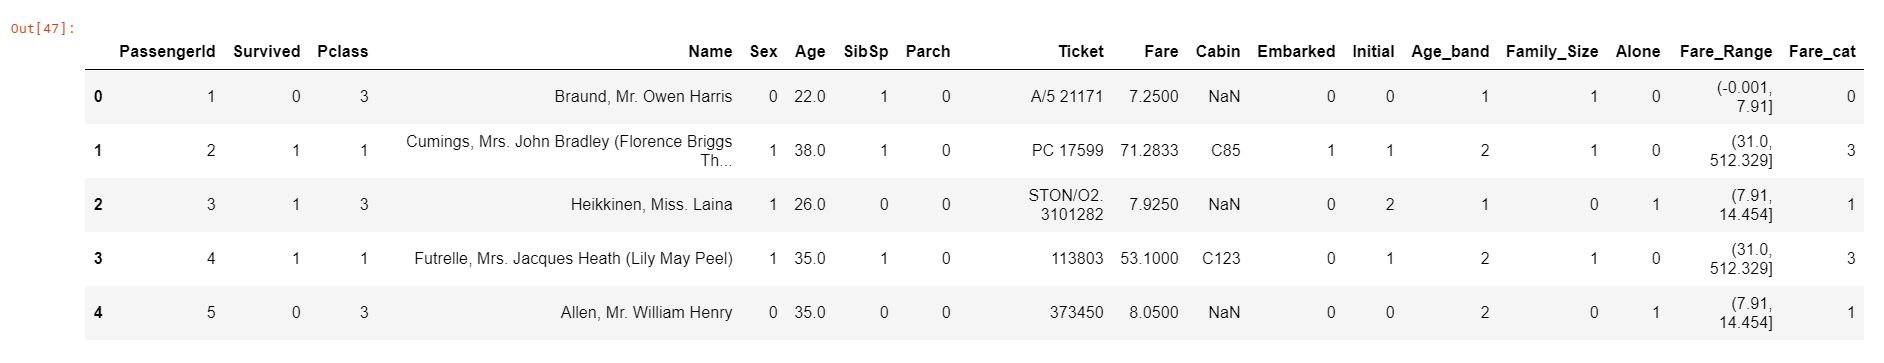 Out[47]:
PassengerId Survived Pclass Name Sex Age SibSp Parch Ticket Fare Cabin Embarked Initial Age_band Family_Size Alone Fare_Range Fare_cat
0 1 0 3 Braund, Mr. Owen Harris 0 22.0 1 0 A/5 21171 7.2500 NaN 0 0 1 1 0 (-0.001, 7.91] 0
1 2 1 1 Cumings, Mrs. John Bradley (Florence Briggs Th... 1 38.0 1 0 PC 17599 71.2833 C85 1 1 2 1 0 (31.0, 512.329] 3
2 3 1 3 Heikkinen, Miss. Laina 1 26.0 0 0 STON/O2. 3101282 7.9250 NaN 0 2 1 0 1 (7.91, 14.454] 1
3 4 1 1 Futrelle, Mrs. Jacques Heath (Lily May Peel) 1 35.0 1 0 113803 53.1000 C123 0 1 2 1 0 (31.0, 512.329] 3
4 5 0 3 Allen, Mr. William Henry 0 35.0 0 0 373450 8.0500 NaN 0 0 2 0 1 (7.91, 14.454] 1